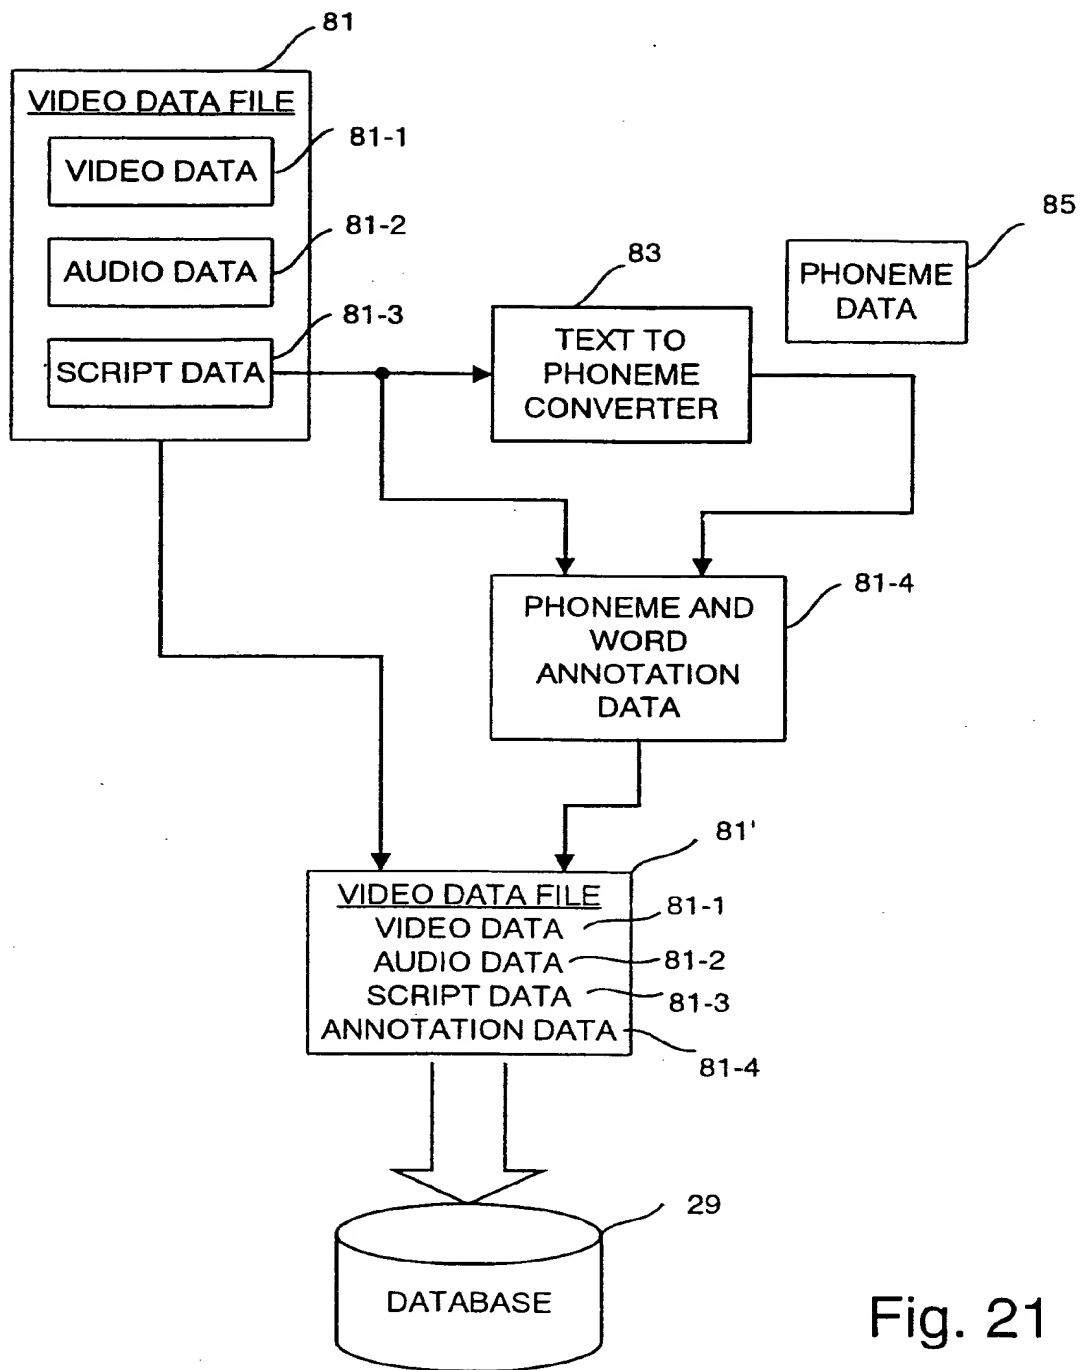 81
VIDEO DATA FILE
81-1
VIDEO DATA
81-2
AUDIO DATA
81-3
SCRIPT DATA
83
TEXT TO
PHONEME
CONVERTER
85
PHONEME
DATA
81-4
PHONEME AND
WORD
ANNOTATION
DATA
81'
VIDEO DATA FILE
VIDEO DATA
81-1
AUDIO DATA
81-2
SCRIPT DATA
81-3
ANNOTATION DATA
81-4
29
DATABASE
Fig. 21